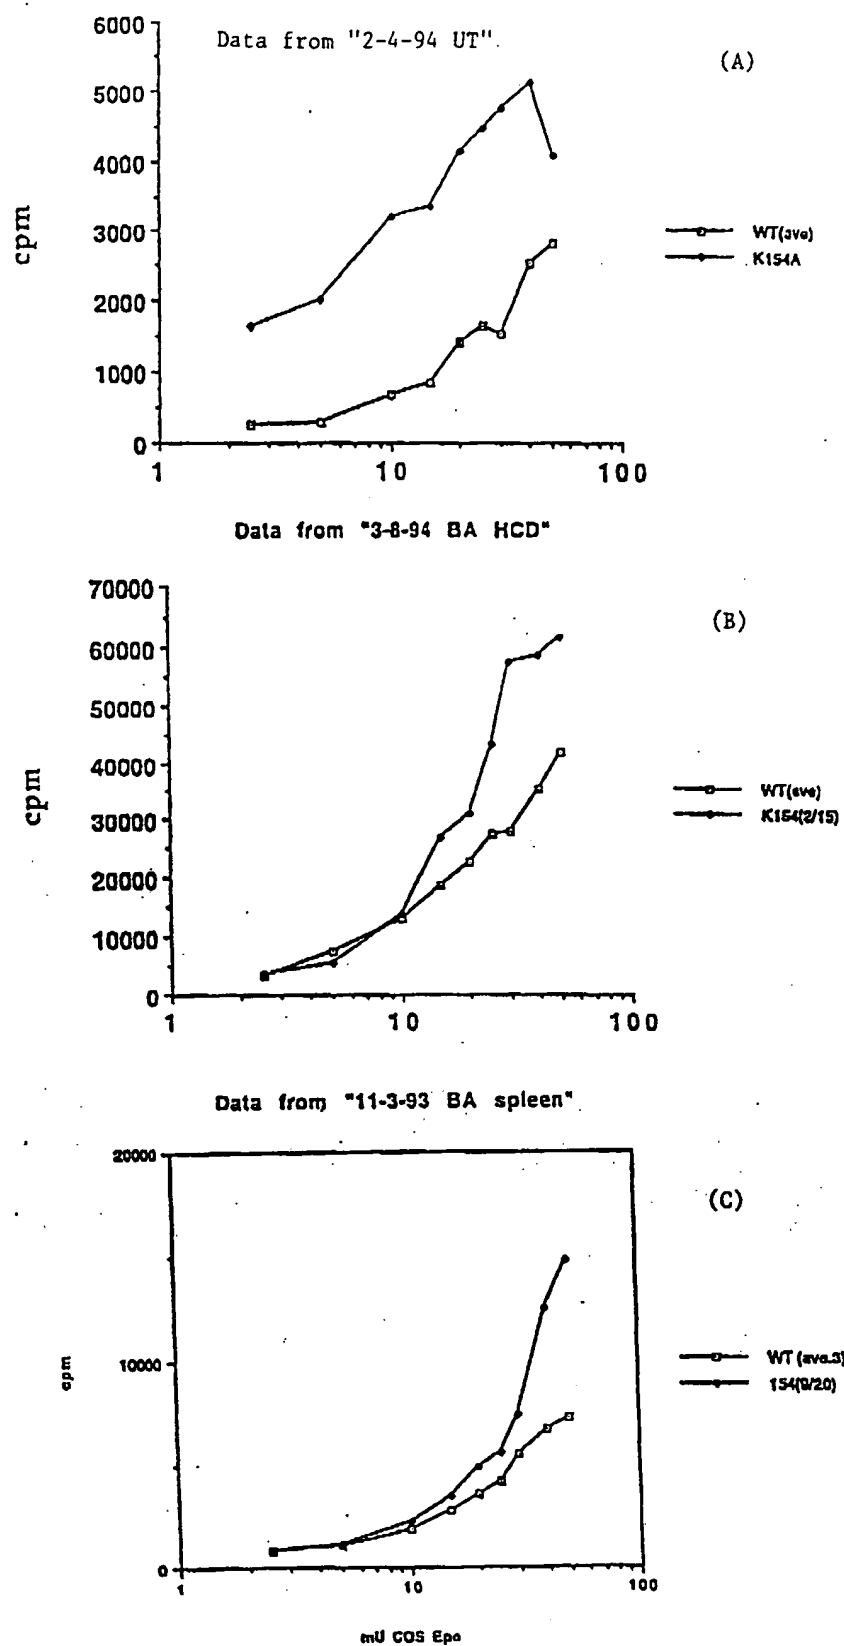 6000
Data from "2-4-94 UT".
(A)
5000
4000
3000
2000
1000
0
cpm
WT(ave)
K154A
1
10
100
Data from "3-8-94 BA HCD"
70000
(B)
60000
50000
40000
30000
20000
10000
0
cpm
WT(ave)
K154(2/15)
1
10
100
Data from "11-3-93 BA spleen"
20000
(C)
10000
0
cpm
WT (ave.3)
154(9/20)
1
10
100
mU COS Epo